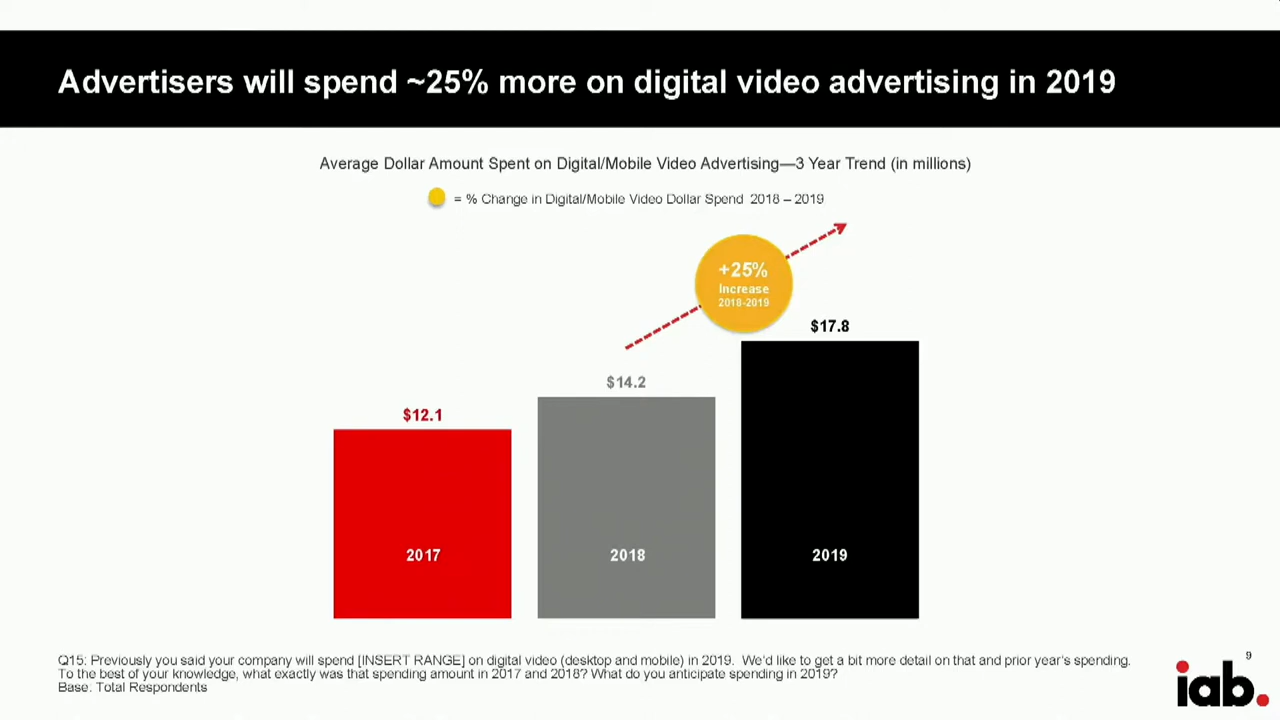 Advertisers will spend ~25% more on digital video advertising in 2019
Average Dollar Amount Spent on Digital/Mobile Video Advertising—3 Year Trend (in millions)
= % Change in Digital/Mobile Video Dollar Spend 2018 – 2019
+25%
Increase
2018-2019
$17.8
$14.2
$12.1
2017
2018
2019
Q15: Previously you said your company will spend [INSERT RANGE] on digital video (desktop and mobile) in 2019. We'd like to get a bit more detail on that and prior year's spending.
To the best of your knowledge, what exactly was that spending amount in 2017 and 2018? What do you anticipate spending in 2019?
Base: Total Respondents
9
iab.